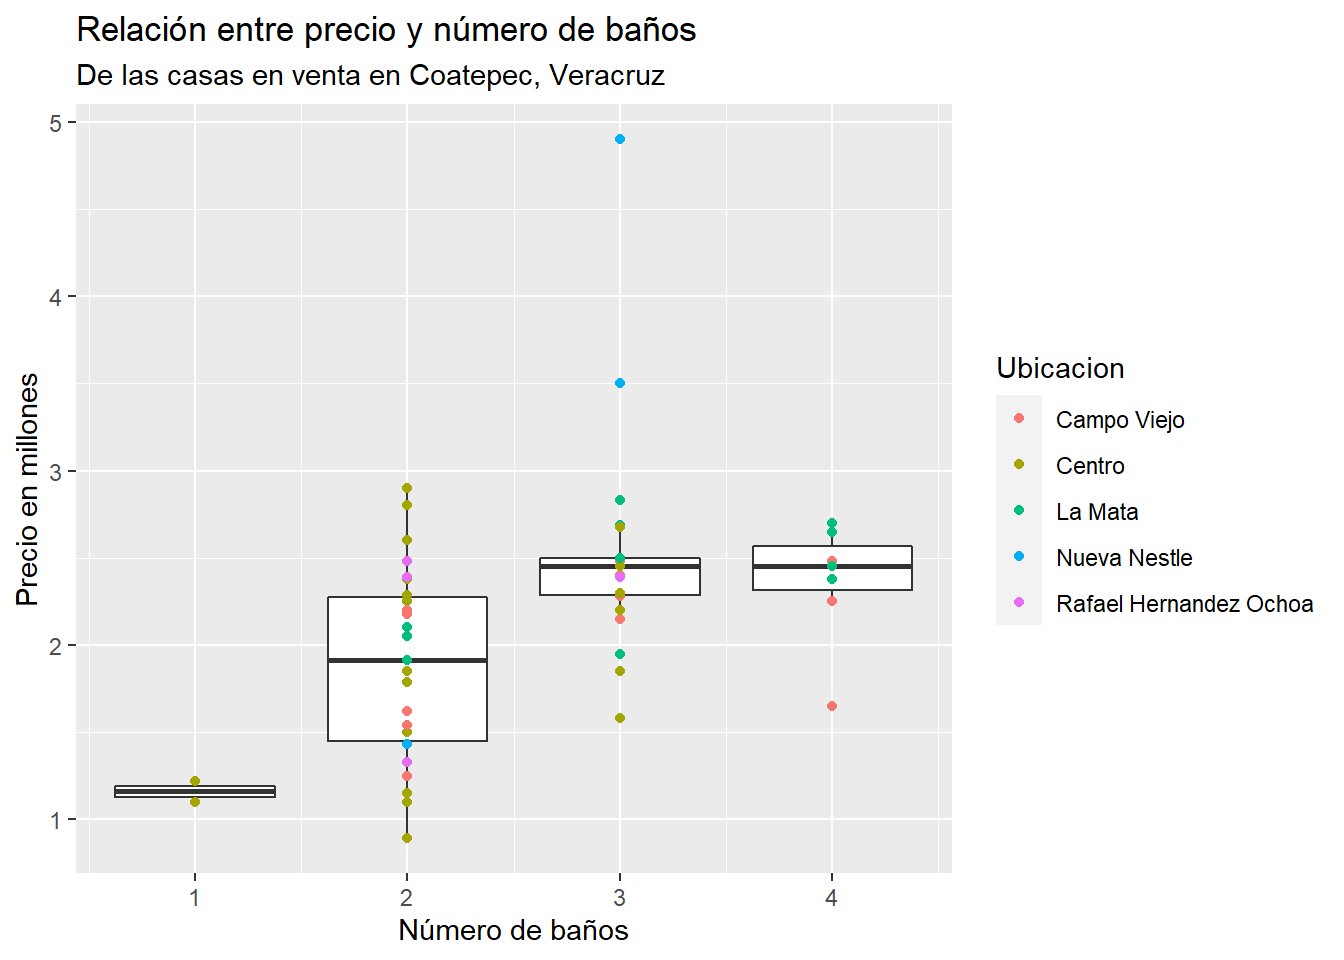 Relación entre precio y número de baños
De las casas en venta en Coatepec, Veracruz
5
4
3
2
1
Precio en millones
1 2 3 4
Número de baños
Ubicacion
Campo Viejo
Centro
La Mata
Nueva Nestle
Rafael Hernandez Ochoa